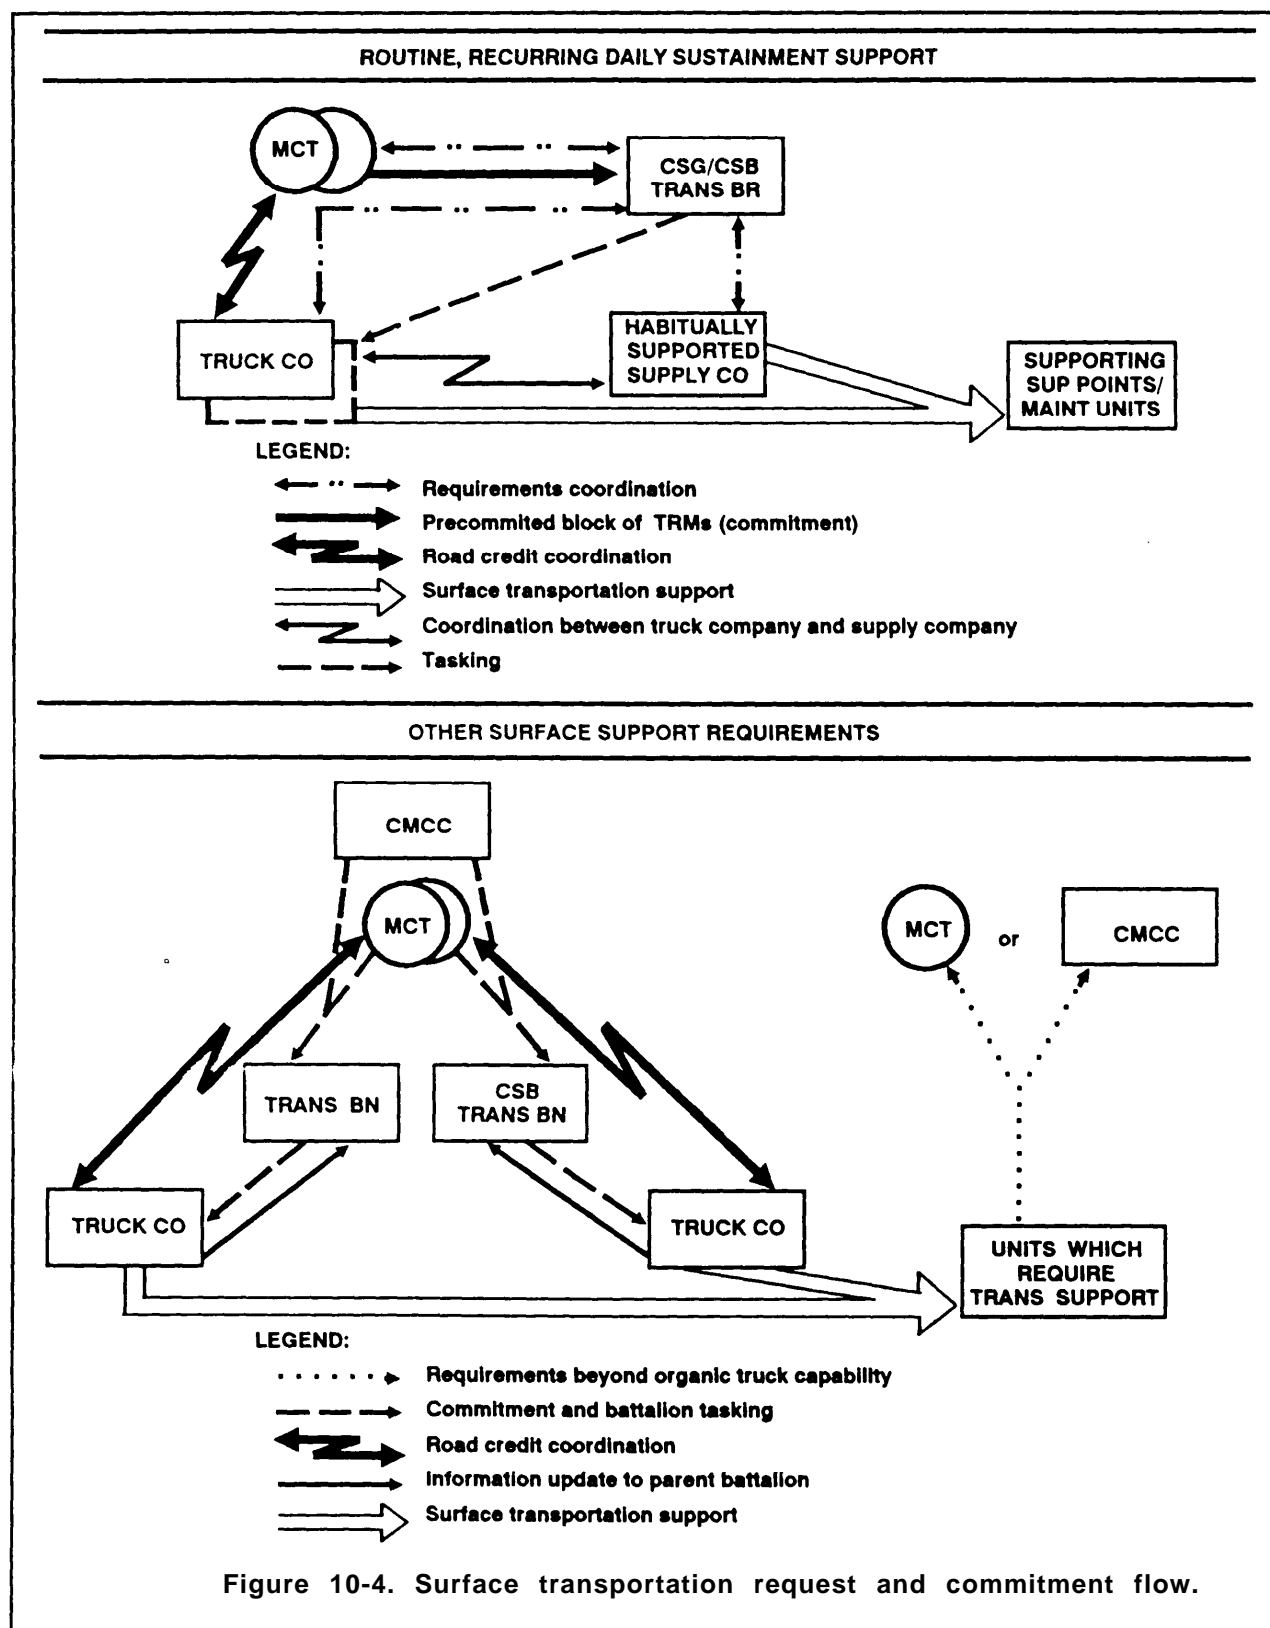 ROUTINE, RECURRING DAILY SUSTAINMENT SUPPORT
MCT
CSG/CSB
TRANS BR
TRUCK CO
HABITUALLY
SUPPORTED
SUPPLY CO
SUPPORTING
SUP POINTS/
MAINT UNITS
LEGEND:
Requirements coordination
Precommited block of TRMs (commitment)
Road credit coordination
Surface transportation support
Coordination between truck company and supply company
Tasking
OTHER SURFACE SUPPORT REQUIREMENTS
CMCC
MCT
MCT
or
CMCC
TRANS BN
CSB
TRANS BN
TRUCK CO
TRUCK CO
UNITS WHICH
REQUIRE
TRANS SUPPORT
LEGEND:
Requirements beyond organic truck capability
Commitment and battalion tasking
Road credit coordination
Information update to parent battalion
Surface transportation support
Figure 10-4. Surface transportation request and commitment flow.